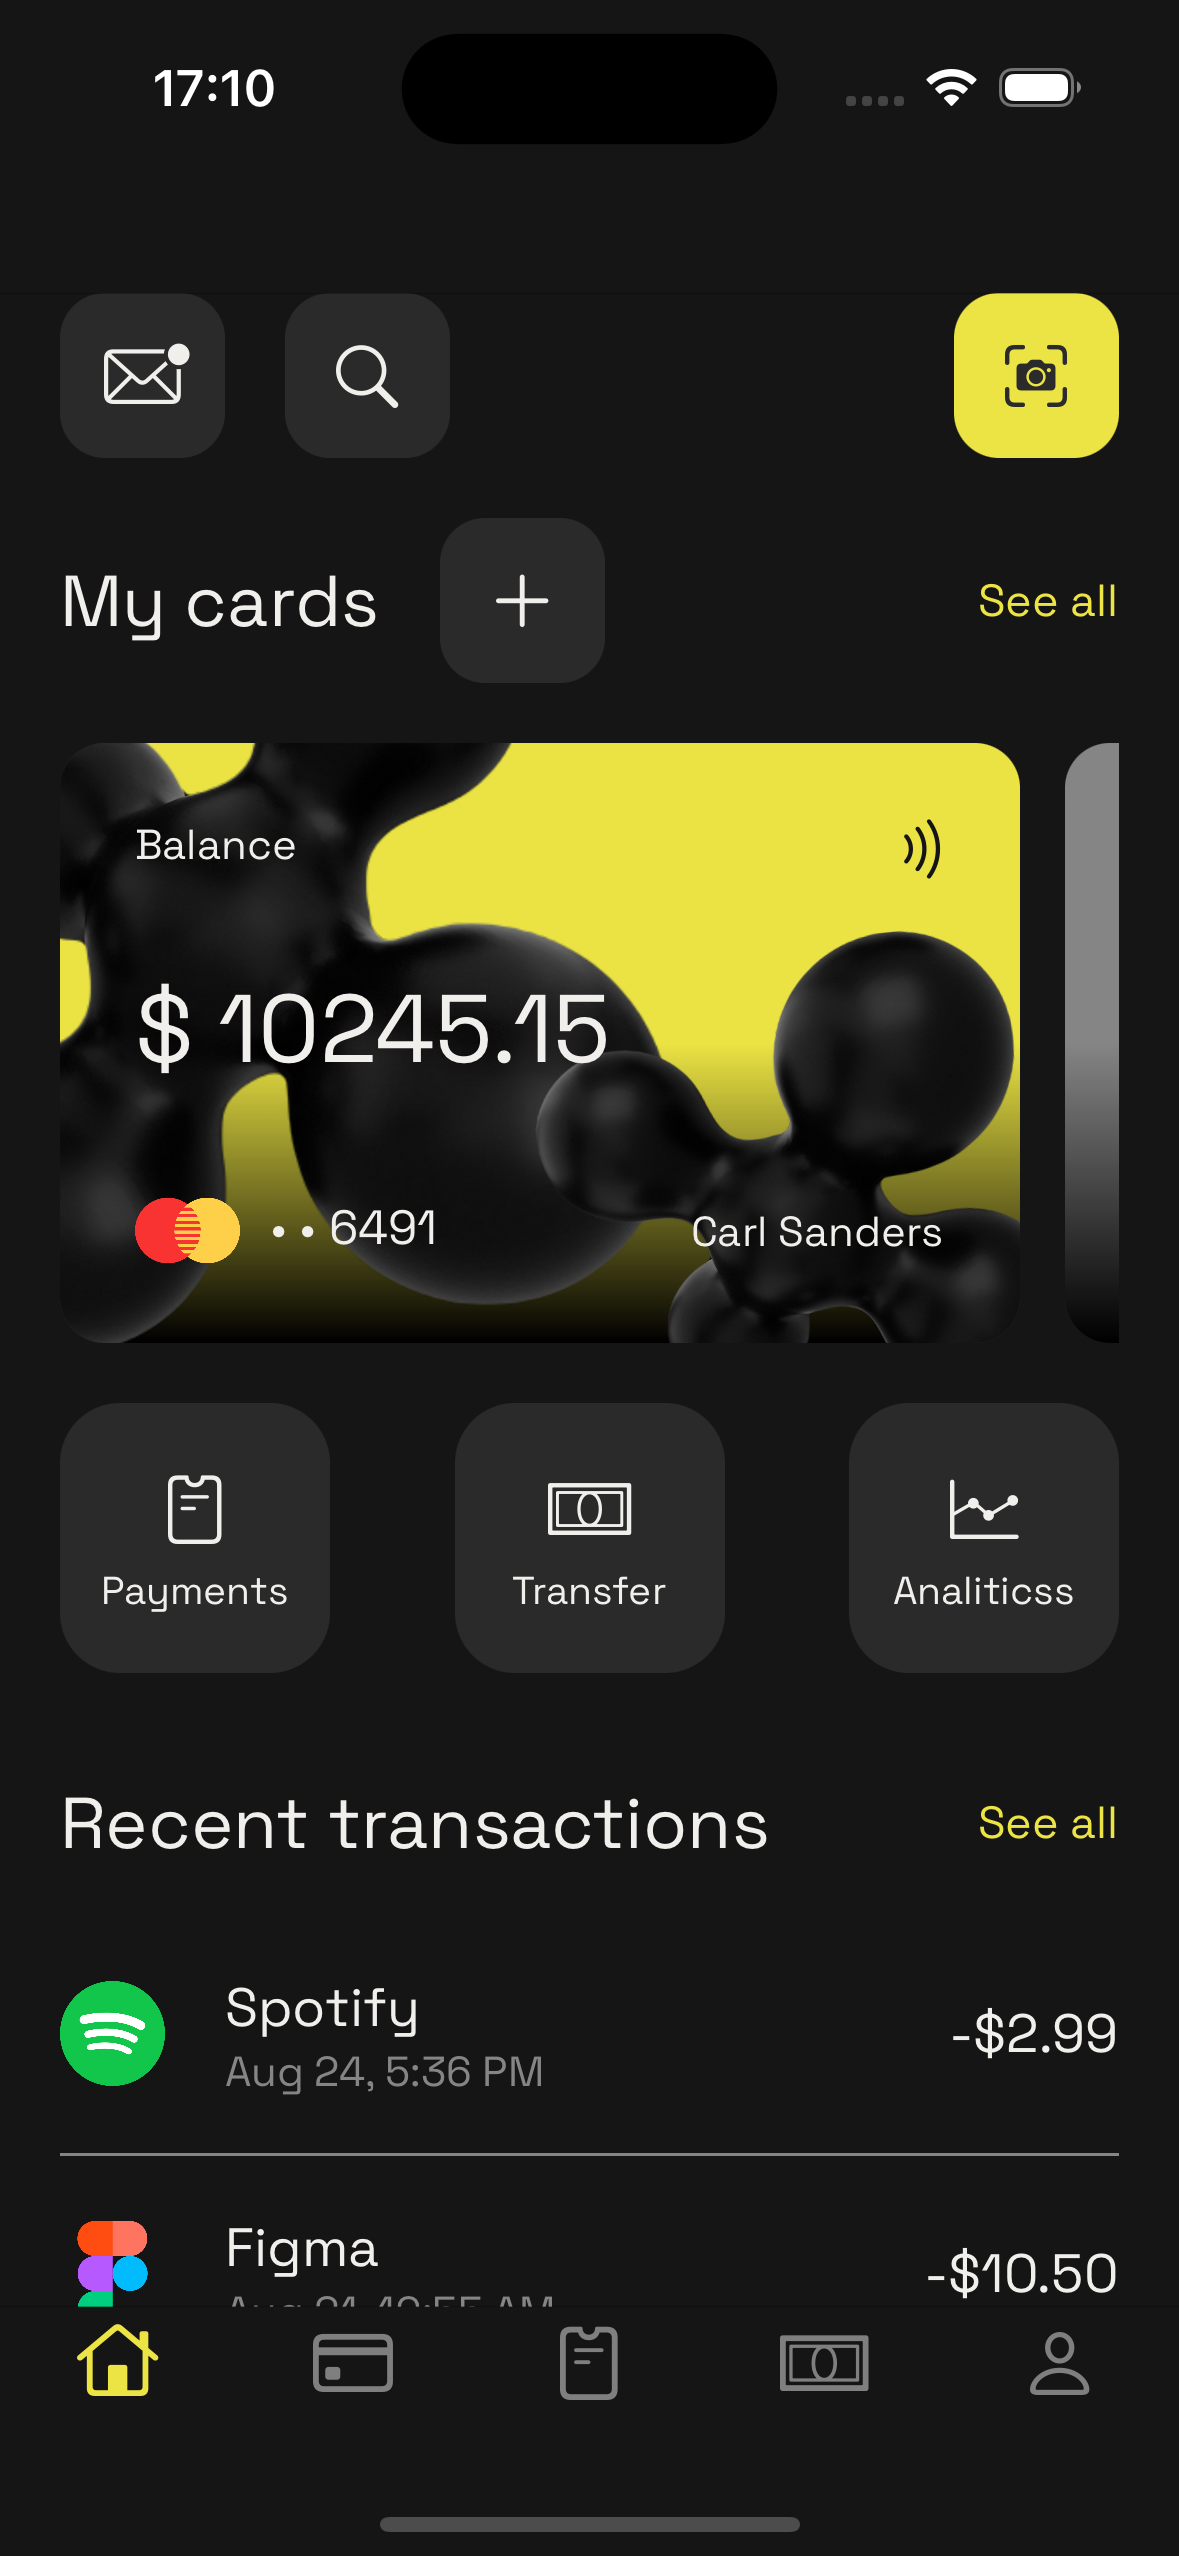 17:10
My cards
See all
Balance
$ 10245.15
•• 6491
Carl Sanders
Payments
Transfer
Analiticss
Recent transactions
See all
Spotify
-$2.99
Aug 24, 5:36 PM
Figma
-$10.50